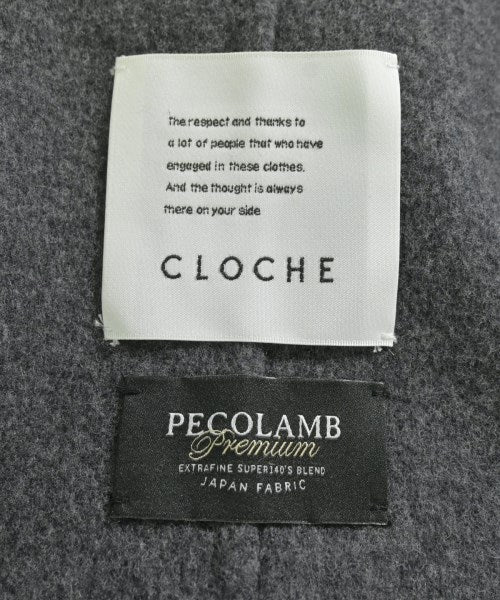 The respect and thanks to
a lot of people that who have
engaged in these clothes.
And the thought is always
there on your side
CLOCHE
PECOLAMB
Premium
EXTRAFINE SUPER140'S BLEND
JAPAN FABRIC